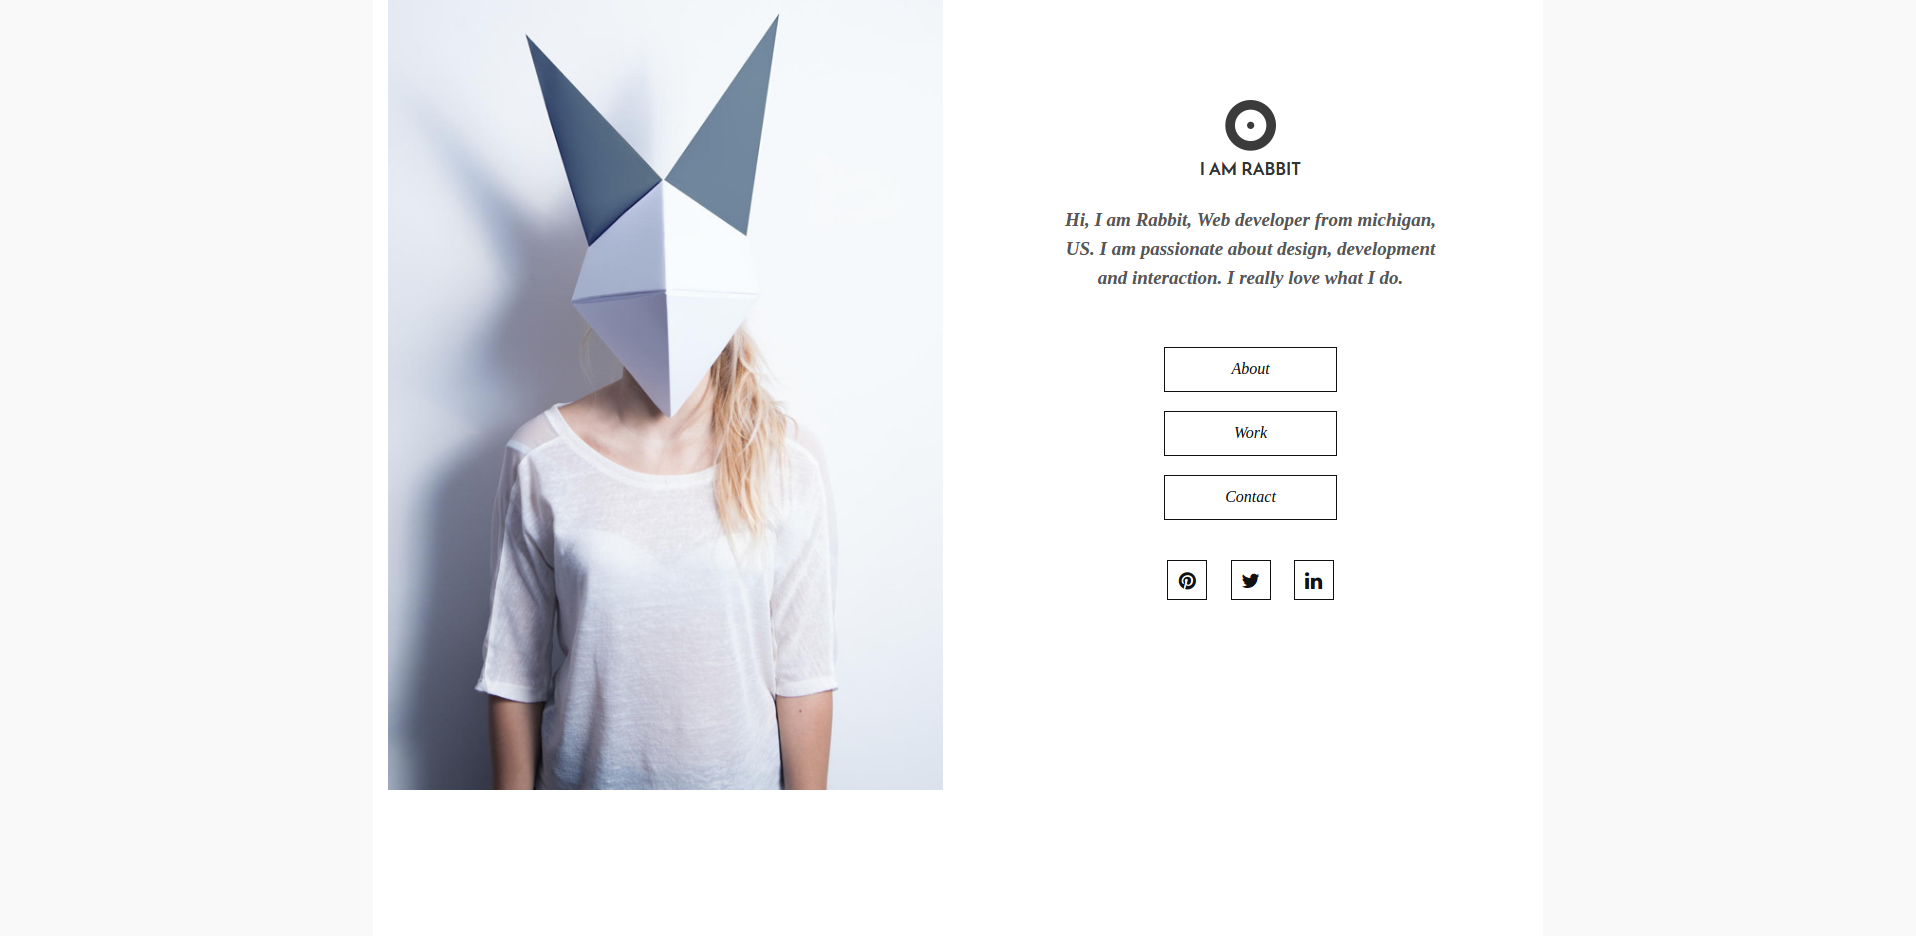 I AM RABBIT
Hi, I am Rabbit, Web developer from michigan,
US. I am passionate about design, development
and interaction. I really love what I do.
About
Work
Contact